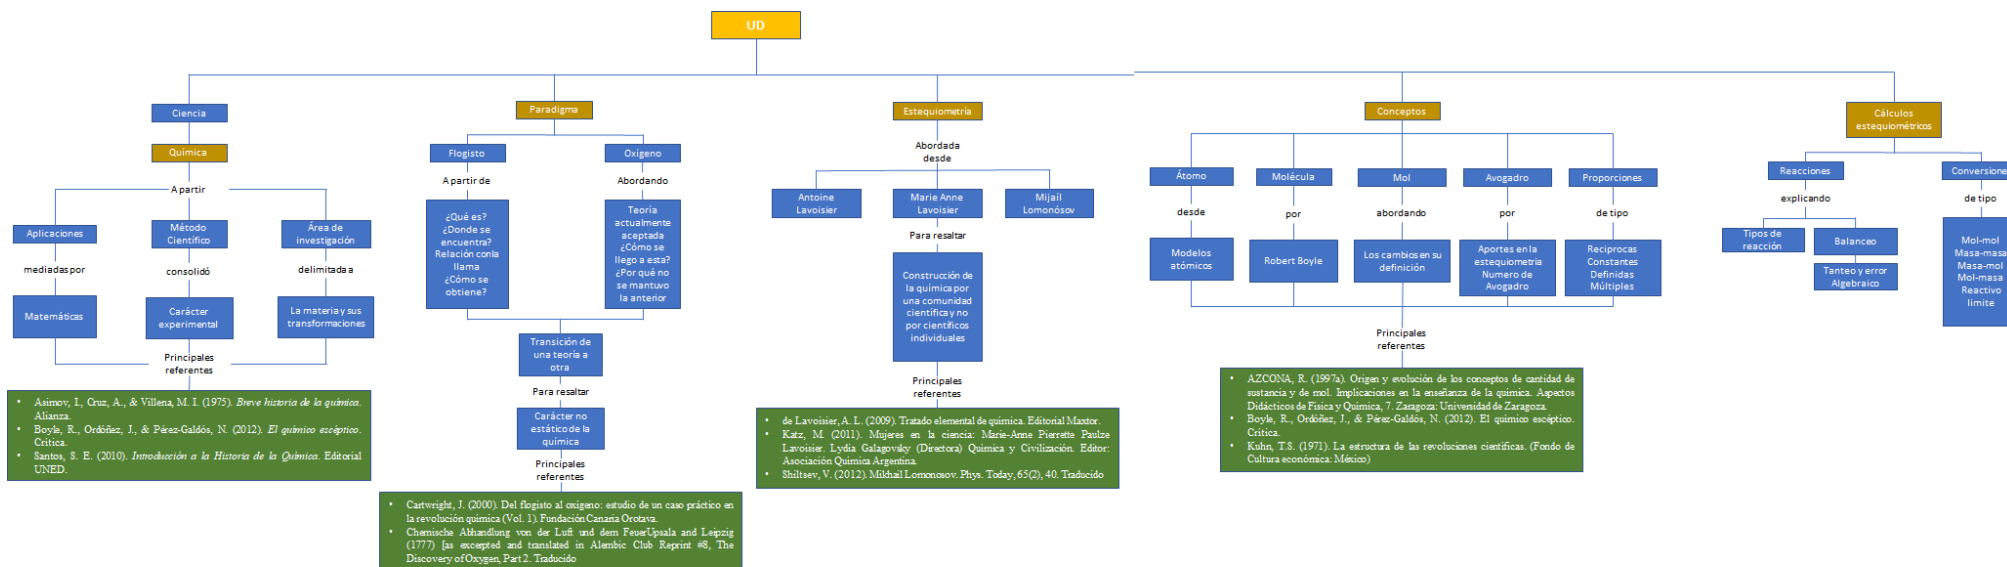 UD
Ciencia
Química
A partir
Aplicaciones
mediadas por
Matemáticas
Método
Científico
consolidó
Carácter
experimental
Área de
investigación
delimitada a
La materia y sus
transformaciones
Principales
referentes
• Asimov, I., Cruz, A., & Villena, M. I. (1975). Breve historia de la química.
Alianza.
• Boyle, R., Ordóñez, J., & Pérez-Galdós, N. (2012). El químico escéptico.
Crítica.
• Santos, S. E. (2010). Introducción a la Historia de la Química. Editorial
UNED.
Paradigma
Flogisto
A partir de
¿Qué es?
¿Donde se
encuentra?
Relación con la
llama
¿Cómo se
obtiene?
Oxígeno
Abordando
Teoría
actualmente
aceptada
¿Cómo se
llego a esta?
¿Por qué no
se mantuvo
la anterior
Transición de
una teoría a
otra
Para resaltar
Carácter no
estático de la
química
Principales
referentes
• Cartwright, J. (2000). Del flogisto al oxígeno: estudio de un caso práctico en
la revolución química (Vol. 1). Fundación Canaria Orotava.
• Chemische Abhandlung von der Luft und dem FeuerUpsala and Leipzig
(1777) [as excerpted and translated in Alembic Club Reprint #8, The
Discovery of Oxygen, Part 2. Traducido
Estequiometría
Abordada
desde
Antoine
Lavoisier
Marie Anne
Lavoisier
Mijaíl
Lomonósov
Para resaltar
Construcción de
la química por
una comunidad
científica y no
por científicos
individuales
Principales
referentes
• de Lavoisier, A. L. (2009). Tratado elemental de química. Editorial Maxtor.
• Katz, M. (2011). Mujeres en la ciencia: Marie-Anne Pierrette Paulze
Lavoisier. Lydia Galagovsky (Directora) Química y Civilización. Editor:
Asociación Química Argentina.
• Shiltsev, V. (2012). Mikhail Lomonosov. Phys. Today, 65(2), 40. Traducido
Conceptos
Átomo
desde
Modelos
atómicos
Molécula
por
Robert Boyle
Mol
abordando
Los cambios en su
definición
Avogadro
por
Aportes en la
estequiometria
Numero de
Avogadro
Proporciones
de tipo
Reciprocas
Constantes
Definidas
Múltiples
Principales
referentes
• AZCONA, R. (1997a). Origen y evolución de los conceptos de cantidad de
sustancia y de mol. Implicaciones en la enseñanza de la química. Aspectos
Didácticos de Física y Química, 7. Zaragoza: Universidad de Zaragoza.
• Boyle, R., Ordóñez, J., & Pérez-Galdós, N. (2012). El químico escéptico.
Crítica.
• Kuhn, T.S. (1971). La estructura de las revoluciones científicas. (Fondo de
Cultura económica: México)
Cálculos
estequiométricos
Reacciones
explicando
Tipos de
reacción
Balanceo
Tanteo y error
Algebraico
Conversione
de tipo
Mol-mol
Masa-masa
Masa-mol
Mol-masa
Reactivo
limite